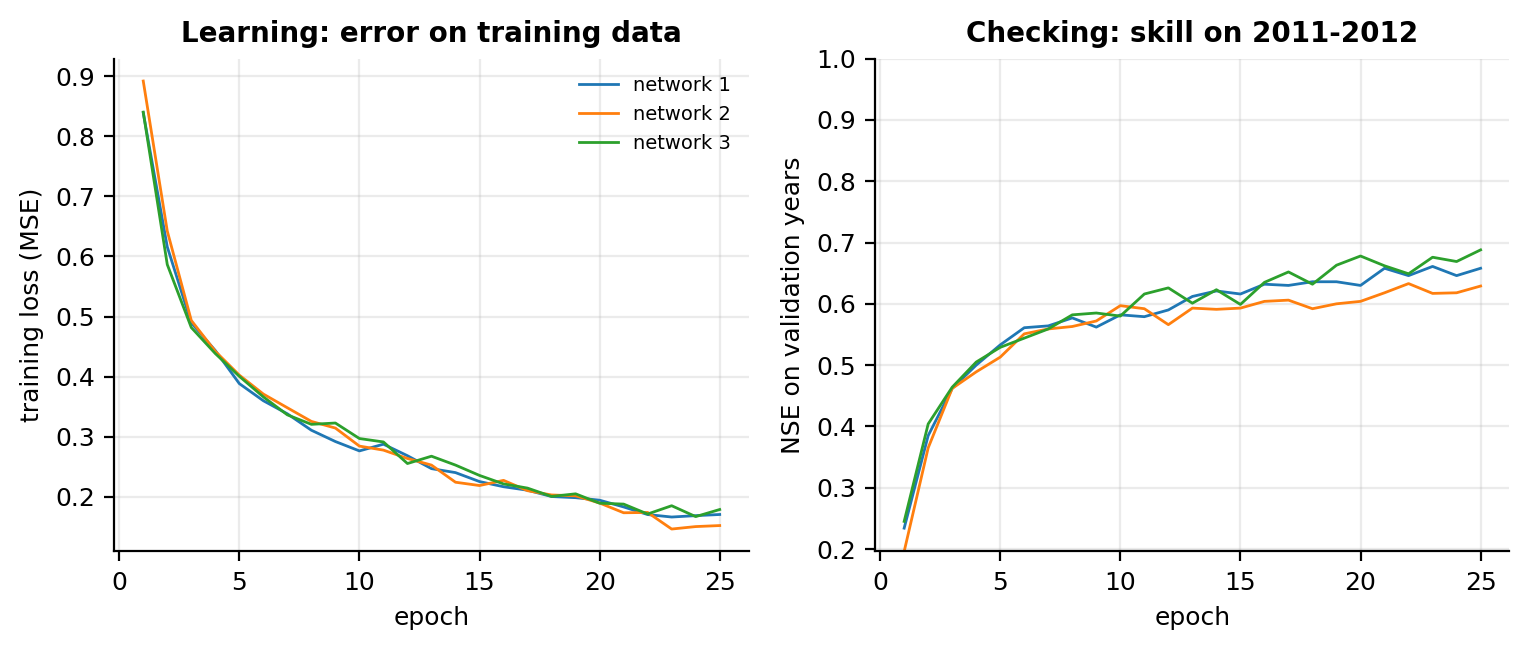 Learning: error on training data
training loss (MSE)
0.9
0.8
0.7
0.6
0.5
0.4
0.3
0.2
network 1
network 2
network 3
0 5 10 15 20 25
epoch
Checking: skill on 2011-2012
NSE on validation years
1.0
0.9
0.8
0.7
0.6
0.5
0.4
0.3
0.2
0 5 10 15 20 25
epoch